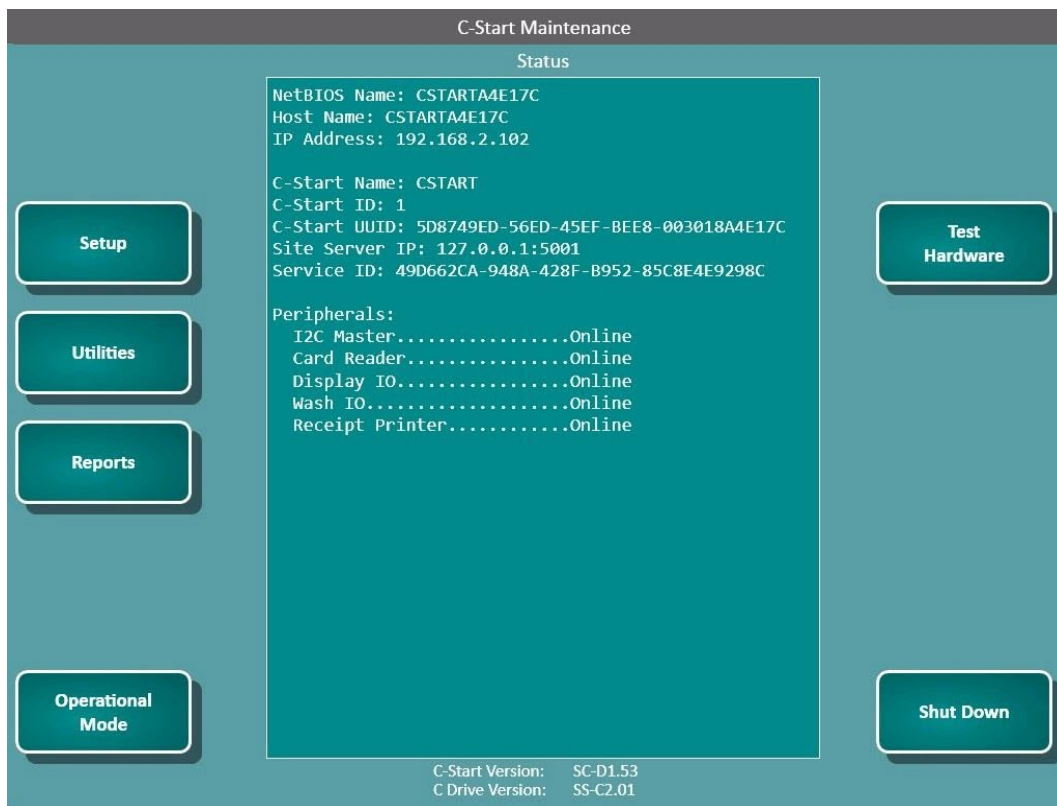 C-Start Maintenance
Status
NetBIOS Name: CSTARTA4E17C
Host Name: CSTARTA4E17C
IP Address: 192.168.2.102
C-Start Name: CSTART
C-Start ID: 1
C-Start UUID: 5D8749ED-56ED-45EF-BEE8-003018A4E17C
Site Server IP: 127.0.0.1:5001
Service ID: 49D662CA-948A-428F-B952-85C8E4E9298C
Peripherals:
I2C Master.................Online
Card Reader................Online
Display IO.................Online
Wash IO....................Online
Receipt Printer............Online
Setup
Utilities
Reports
Operational
Mode
Test
Hardware
Shut Down
C-Start Version: SC-D1.53
C Drive Version: SS-C2.01